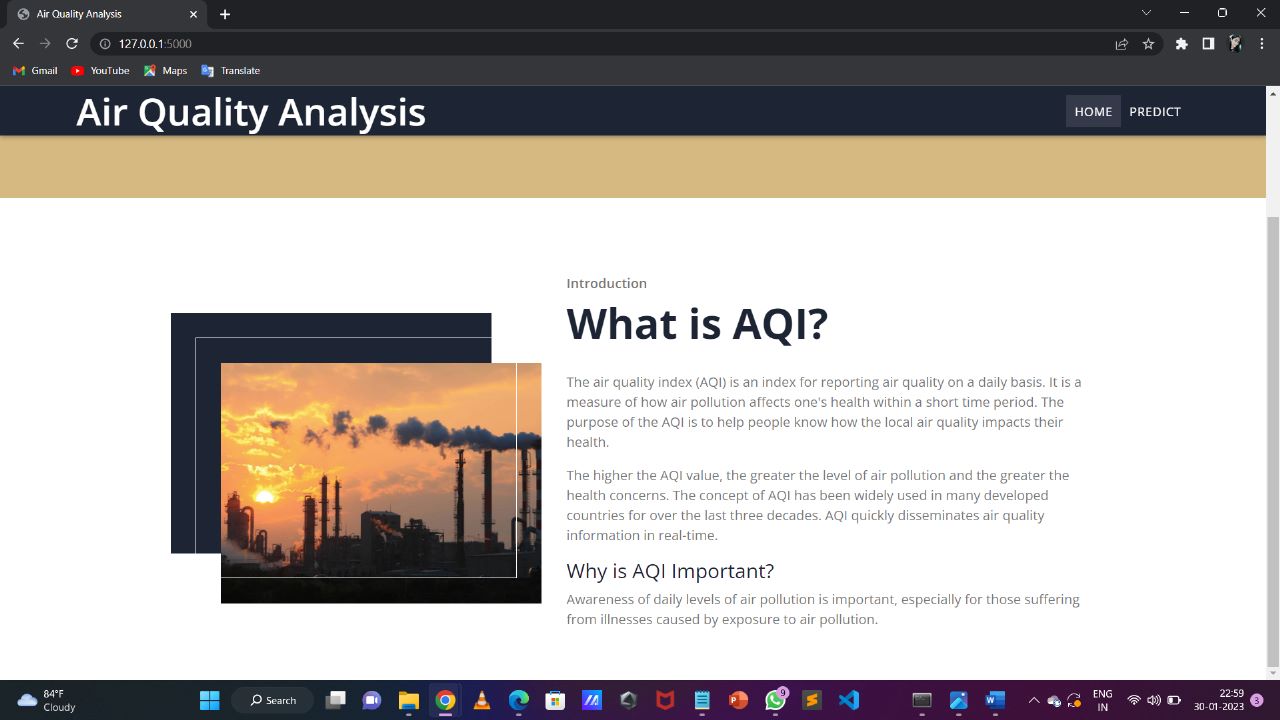 Air Quality Analysis
127.0.0.1:5000
Gmail YouTube Maps Translate
Air Quality Analysis HOME PREDICT
Introduction
What is AQI?
The air quality index (AQI) is an index for reporting air quality on a daily basis. It is a
measure of how air pollution affects one's health within a short time period. The
purpose of the AQI is to help people know how the local air quality impacts their
health.
The higher the AQI value, the greater the level of air pollution and the greater the
health concerns. The concept of AQI has been widely used in many developed
countries for over the last three decades. AQI quickly disseminates air quality
information in real-time.
Why is AQI Important?
Awareness of daily levels of air pollution is important, especially for those suffering
from illnesses caused by exposure to air pollution.
84°F
Cloudy
Search
9
ENG
IN
22:59
30-01-2023
3